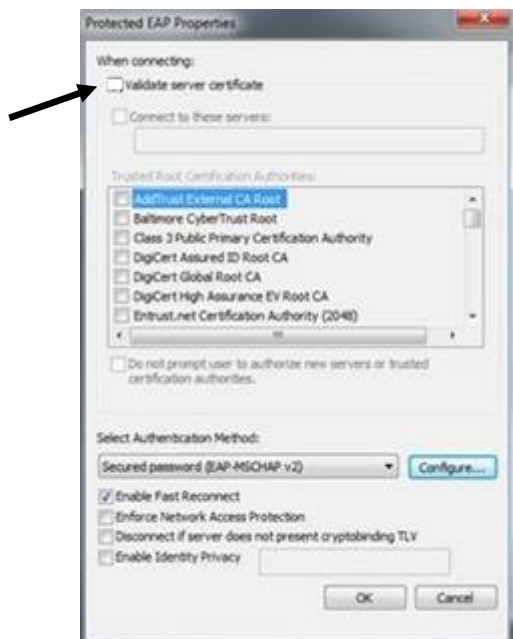 Protected EAP Properties
When connecting:
Validate server certificate
Connect to these servers:
Trusted Root Certification Authorities:
AddTrust External CA Root
Baltimore CyberTrust Root
Class 3 Public Primary Certification Authority
DigiCert Assured ID Root CA
DigiCert Global Root CA
DigiCert High Assurance EV Root CA
Entrust.net Certification Authority (2048)
Do not prompt user to authorize new servers or trusted
certification authorities.
Select Authentication Method:
Secured password (EAP-MSCHAP v2) Configure...
Enable Fast Reconnect
Enforce Network Access Protection
Disconnect if server does not present cryptobinding TLV
Enable Identity Privacy
OK Cancel